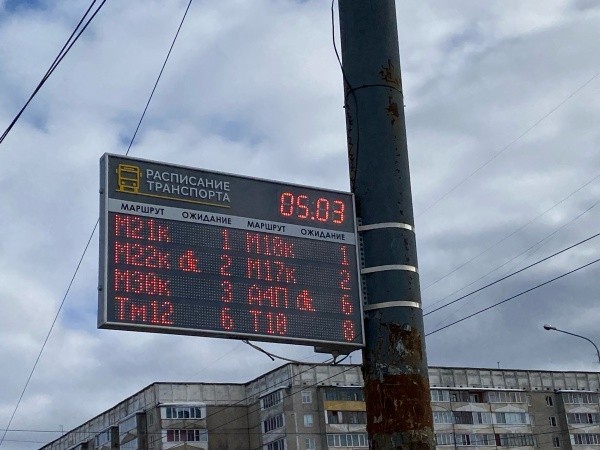 РАСПИСАНИЕ
ТРАНСПОРТА
05.03
МАРШРУТ ОЖИДАНИЕ МАРШРУТ ОЖИДАНИЕ
М21к 1 М18к 1
М22к 2 М17к 2
М30к 3 А4П 6
Тм12 6 Т10 8